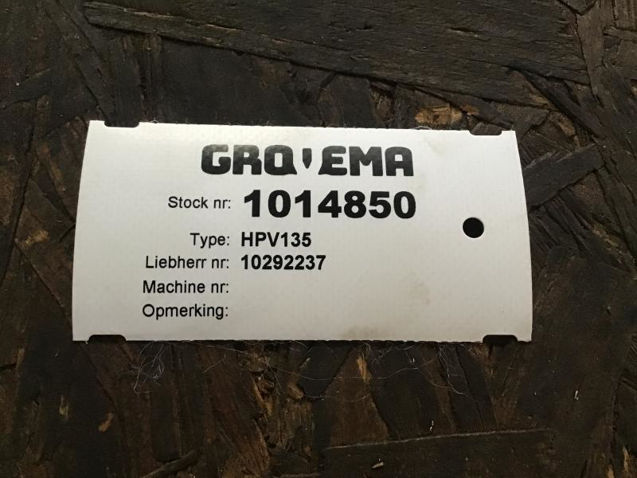 GRO'EMA
Stock nr: 1014850
Type: HPV135
Liebherr nr: 10292237
Machine nr:
Opmerking: